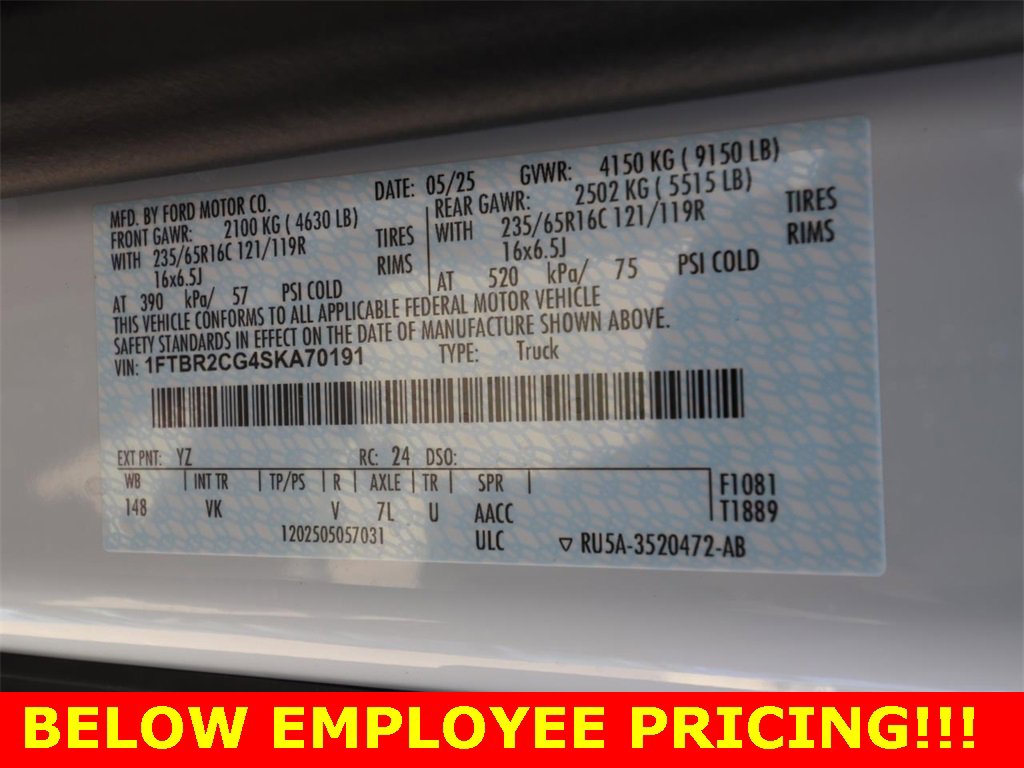 MFD. BY FORD MOTOR CO. DATE: 05/25 GVWR: 4150 KG ( 9150 LB)
FRONT GAWR: 2100 KG ( 4630 LB) REAR GAWR: 2502 KG ( 5515 LB)
WITH 235/65R16C 121/119R TIRES WITH 235/65R16C 121/119R TIRES
16x6.5J RIMS 16x6.5J RIMS
AT 390 kPa/ 57 PSI COLD AT 520 kPa/ 75 PSI COLD
THIS VEHICLE CONFORMS TO ALL APPLICABLE FEDERAL MOTOR VEHICLE
SAFETY STANDARDS IN EFFECT ON THE DATE OF MANUFACTURE SHOWN ABOVE.
VIN: 1FTBR2CG4SKA70191 TYPE: Truck
EXT PNT: YZ RC: 24 DSO:
WB INT TR TP/PS R AXLE TR SPR F1081
148 VK V 7L U AACC T1889
1202505057031 ULC ▽ RU5A-3520472-AB
BELOW EMPLOYEE PRICING!!!